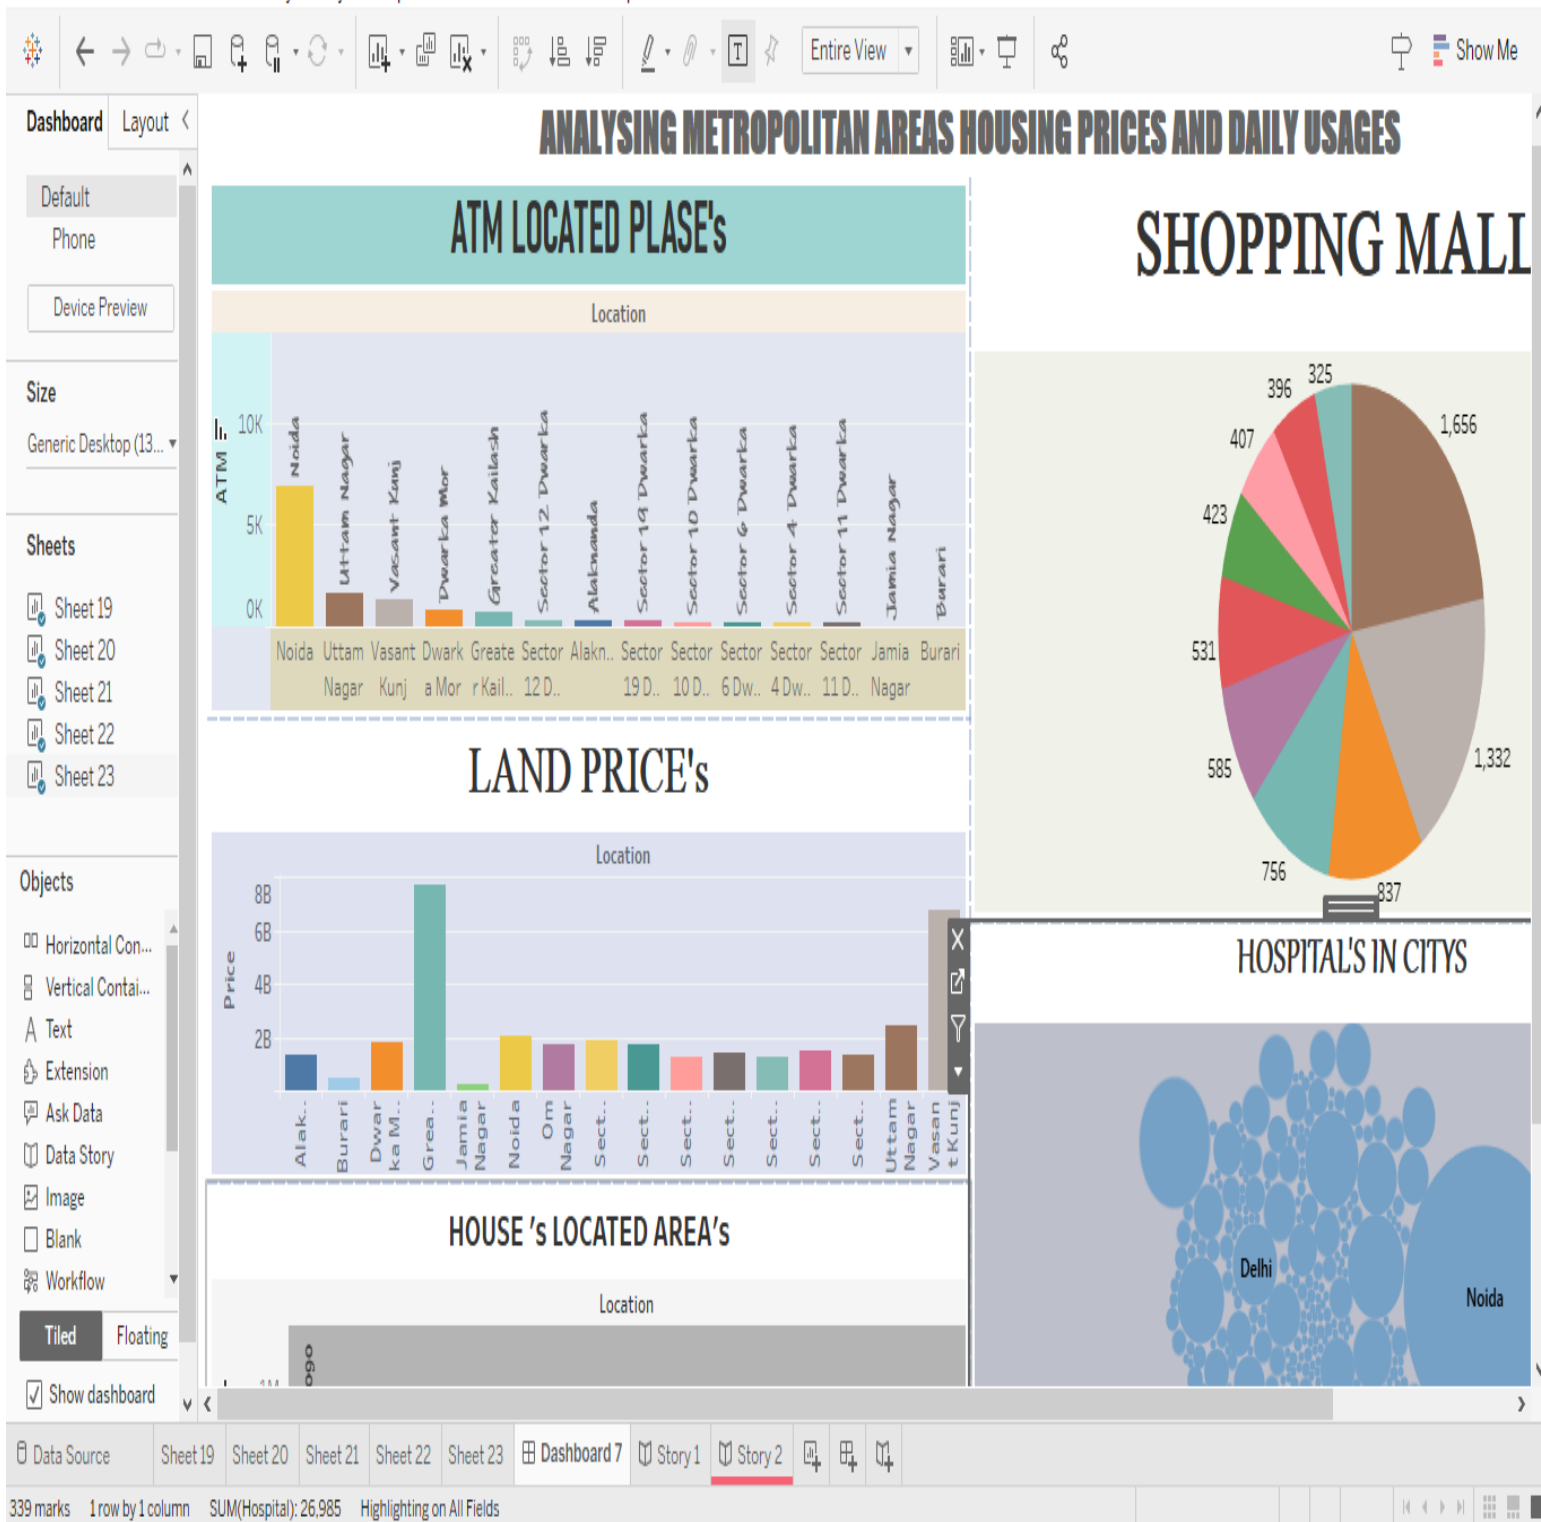 Entire View
Show Me
Dashboard
Layout
Default
Phone
Device Preview
Size
Generic Desktop (13...
Sheets
Sheet 19
Sheet 20
Sheet 21
Sheet 22
Sheet 23
Objects
Horizontal Con...
Vertical Contai...
Text
Extension
Ask Data
Data Story
Image
Blank
Workflow
Tiled
Floating
Show dashboard
ANALYSING METROPOLITAN AREAS HOUSING PRICES AND DAILY USAGES
ATM LOCATED PLASE's
Location
ATM
10K
5K
0K
Noida
Uttam Nagar
Vasant Kunj
Dwarka Mor
Greater Kailash
Sector 12 Dwarka
Alaknanda
Sector 19 Dwarka
Sector 10 Dwarka
Sector 6 Dwarka
Sector 4 Dwarka
Sector 11 Dwarka
Jamia Nagar
Burari
Noida Uttam Vasant Dwark Greate Sector Alakn.. Sector Sector Sector Sector Sector Jamia Burari
Nagar Kunj a Mor r Kail.. 12 D.. 19 D.. 10 D.. 6 Dw.. 4 Dw.. 11 D.. Nagar
LAND PRICE's
Location
Price
8B
6B
4B
2B
Alak..
Burari
Dwar
ka M..
Grea..
Jamia
Nagar
Noida
Om
Nagar
Sect..
Sect..
Sect..
Sect..
Sect..
Sect..
Sect..
Uttam
Nagar
Vasan
t Kunj
HOUSE 's LOCATED AREA's
Location
SHOPPING MALL
325
396
1,656
407
423
531
585
1,332
756
837
HOSPITAL'S IN CITYS
Delhi
Noida
Data Source
Sheet 19
Sheet 20
Sheet 21
Sheet 22
Sheet 23
Dashboard 7
Story 1
Story 2
339 marks 1 row by 1 column SUM(Hospital): 26,985 Highlighting on All Fields